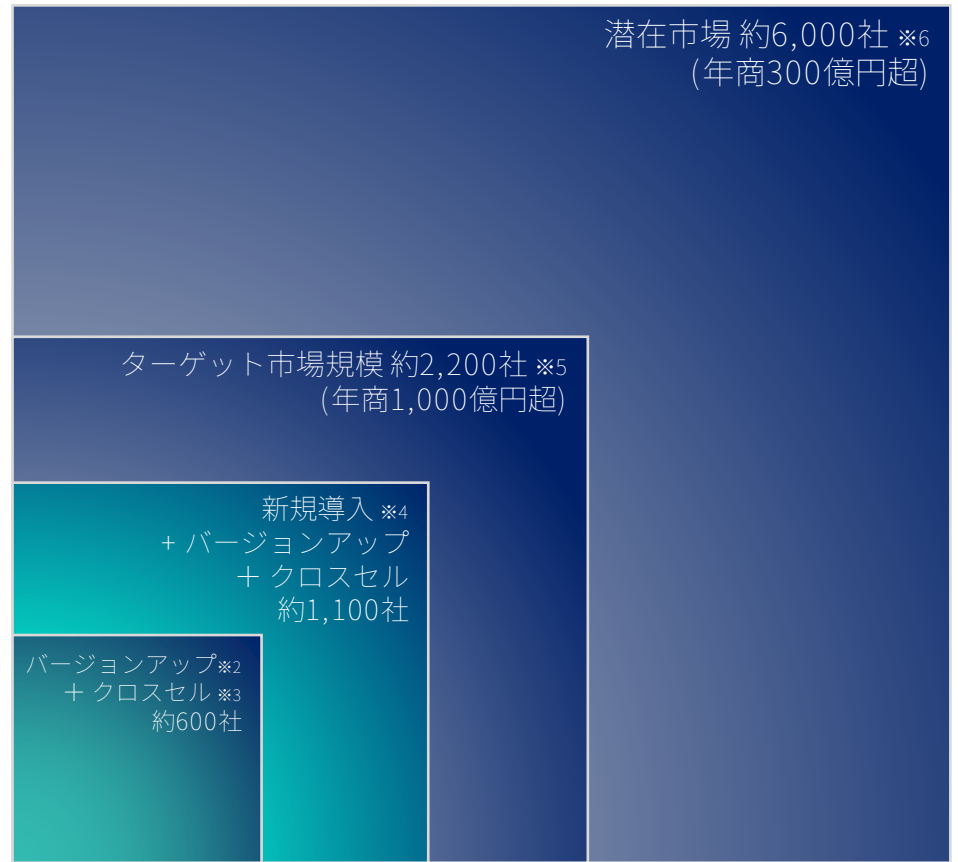 潜在市場 約6,000社 ※6
(年商300億円超)
ターゲット市場規模 約2,200社 ※5
(年商1,000億円超)
新規導入 ※4
+ バージョンアップ
＋ クロスセル
約1,100社
バージョンアップ※2
＋ クロスセル ※3
約600社